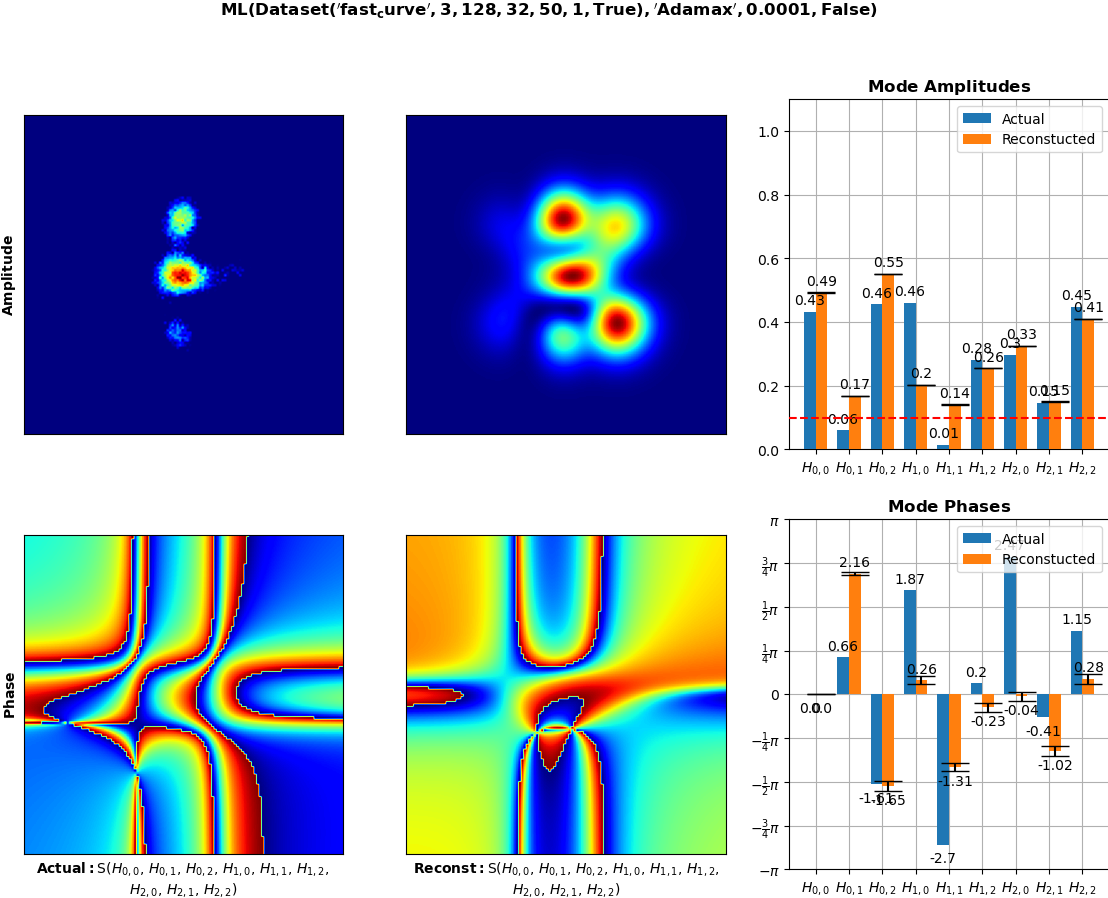 ML(Dataset('fast_curve', 3, 128, 32, 50, 1, True), 'Adamax', 0.0001, False)
Mode Amplitudes
Amplitude
Actual
Reconstucted
1.0
0.8
0.6
0.4
0.2
0.0
0.43 0.49
0.06 0.17
0.46 0.55
0.46 0.2
0.01 0.14
0.28 0.26
0.3 0.33
0.15 0.15
0.45 0.41
H0,0 H0,1 H0,2 H1,0 H1,1 H1,2 H2,0 H2,1 H2,2
Mode Phases
Phase
Actual
Reconstucted
π
3/4π
1/2π
1/4π
0
−1/4π
−1/2π
−3/4π
−π
0.0 0.0
0.66 2.16
-1.61 -1.65
1.87 0.26
-2.7 -1.31
0.2 -0.23
2.47 -0.04
-0.41 -1.02
1.15 0.28
H0,0 H0,1 H0,2 H1,0 H1,1 H1,2 H2,0 H2,1 H2,2
Actual: S(H0,0, H0,1, H0,2, H1,0, H1,1, H1,2,
H2,0, H2,1, H2,2)
Reconst: S(H0,0, H0,1, H0,2, H1,0, H1,1, H1,2,
H2,0, H2,1, H2,2)